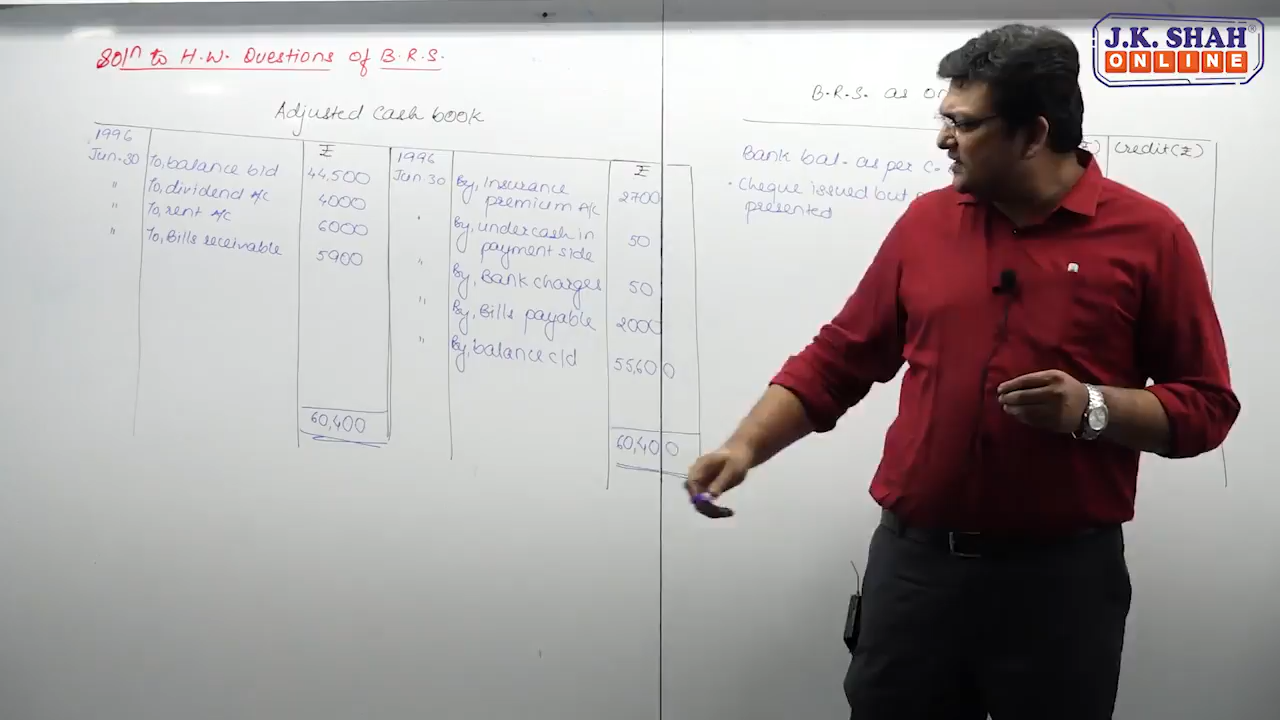 J.K. SHAH®
ONLINE
Soln to H.W. Questions of B.R.S.
Adjusted Cash book
1996 ₹ 1996 ₹
Jun.30 To, balance b/d 44,500 Jun.30 By, Insurance premium A/c 2700
" To, dividend A/c 4000 " By, undercash in payment side 50
" To, rent A/c 6000 " By, Bank charges 50
" To, Bills receivable 5900 " By, Bills payable 2000
" By, balance c/d 55,600
60,400 60,400
B.R.S. as on
₹) Credit (₹)
Bank bal. as per C-
• Cheque issued but
presented